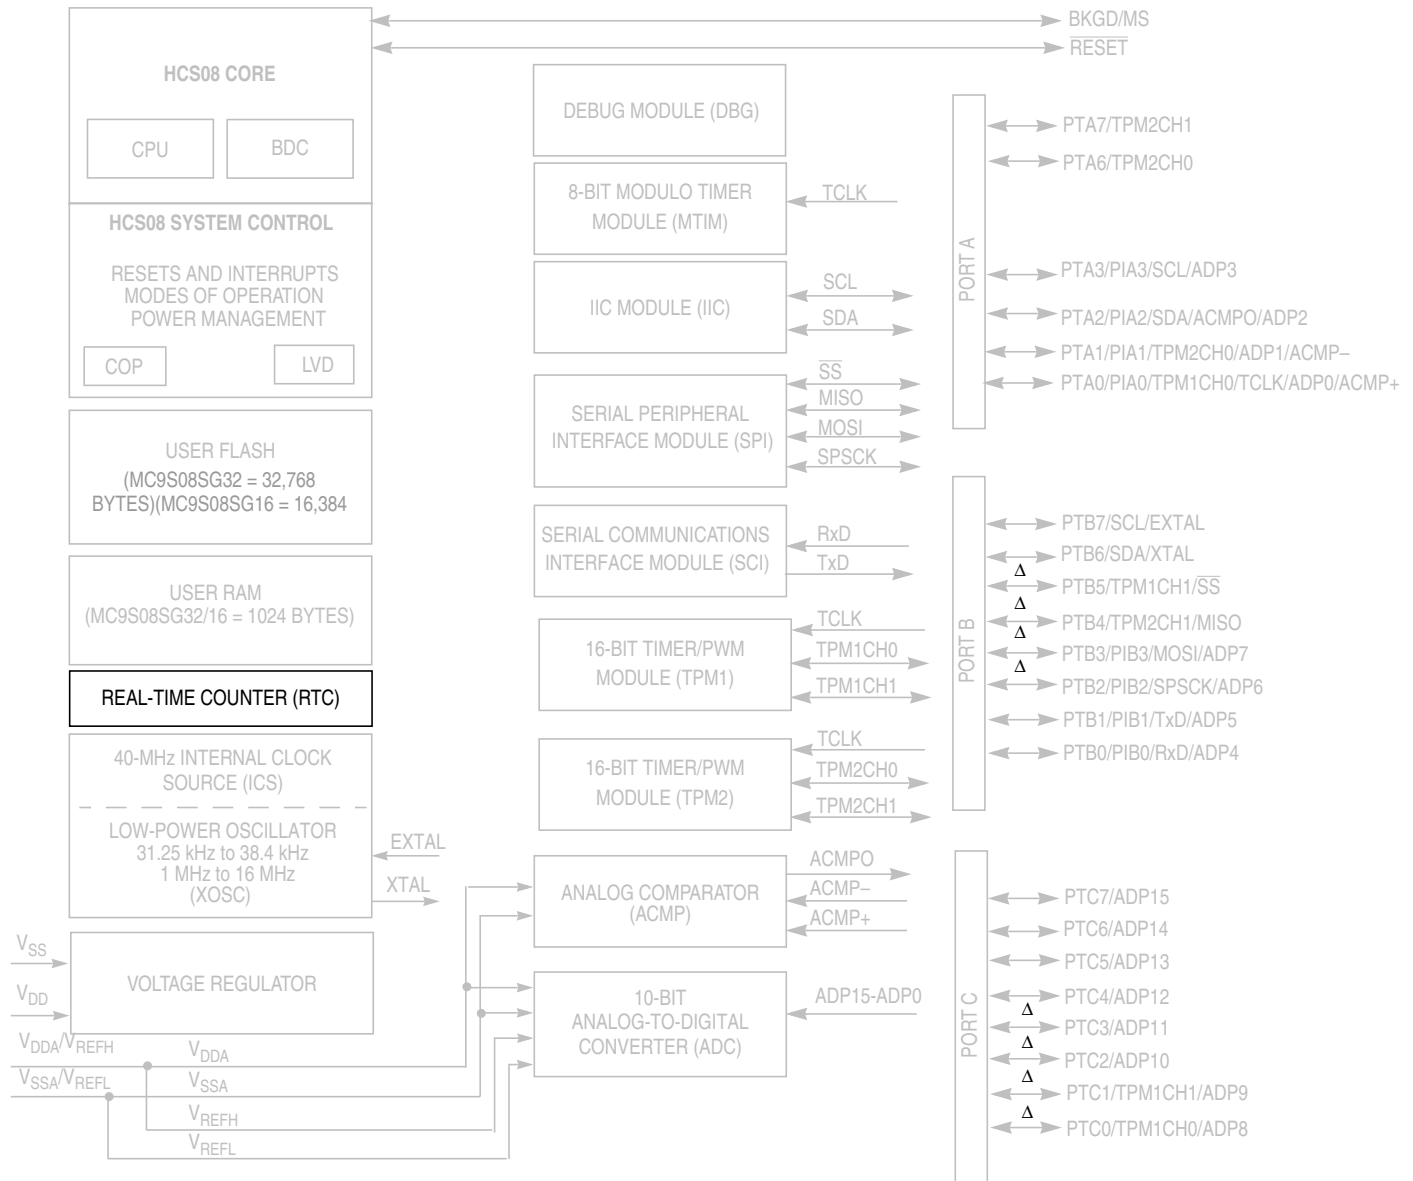 BKGD/MS
RESET
HCS08 CORE
CPU
BDC
HCS08 SYSTEM CONTROL
RESETS AND INTERRUPTS
MODES OF OPERATION
POWER MANAGEMENT
COP
LVD
USER FLASH
(MC9S08SG32 = 32,768
BYTES)(MC9S08SG16 = 16,384
USER RAM
(MC9S08SG32/16 = 1024 BYTES)
REAL-TIME COUNTER (RTC)
40-MHz INTERNAL CLOCK
SOURCE (ICS)
LOW-POWER OSCILLATOR
31.25 kHz to 38.4 kHz
1 MHz to 16 MHz
(XOSC)
EXTAL
XTAL
VSS
VDD
VOLTAGE REGULATOR
VDDA/VREFH
VDDA
VSSA/VREFL
VSSA
VREFH
VREFL
DEBUG MODULE (DBG)
8-BIT MODULO TIMER
MODULE (MTIM)
TCLK
IIC MODULE (IIC)
SCL
SDA
SERIAL PERIPHERAL
INTERFACE MODULE (SPI)
SS
MISO
MOSI
SPSCK
SERIAL COMMUNICATIONS
INTERFACE MODULE (SCI)
RxD
TxD
16-BIT TIMER/PWM
MODULE (TPM1)
TCLK
TPM1CH0
TPM1CH1
16-BIT TIMER/PWM
MODULE (TPM2)
TCLK
TPM2CH0
TPM2CH1
ANALOG COMPARATOR
(ACMP)
ACMPO
ACMP–
ACMP+
10-BIT
ANALOG-TO-DIGITAL
CONVERTER (ADC)
ADP15-ADP0
PORT A
PTA7/TPM2CH1
PTA6/TPM2CH0
PTA3/PIA3/SCL/ADP3
PTA2/PIA2/SDA/ACMPO/ADP2
PTA1/PIA1/TPM2CH0/ADP1/ACMP–
PTA0/PIA0/TPM1CH0/TCLK/ADP0/ACMP+
PORT B
PTB7/SCL/EXTAL
PTB6/SDA/XTAL
Δ
PTB5/TPM1CH1/SS
Δ
PTB4/TPM2CH1/MISO
Δ
PTB3/PIB3/MOSI/ADP7
Δ
PTB2/PIB2/SPSCK/ADP6
PTB1/PIB1/TxD/ADP5
PTB0/PIB0/RxD/ADP4
PORT C
PTC7/ADP15
PTC6/ADP14
PTC5/ADP13
PTC4/ADP12
Δ
PTC3/ADP11
Δ
PTC2/ADP10
Δ
PTC1/TPM1CH1/ADP9
Δ
PTC0/TPM1CH0/ADP8